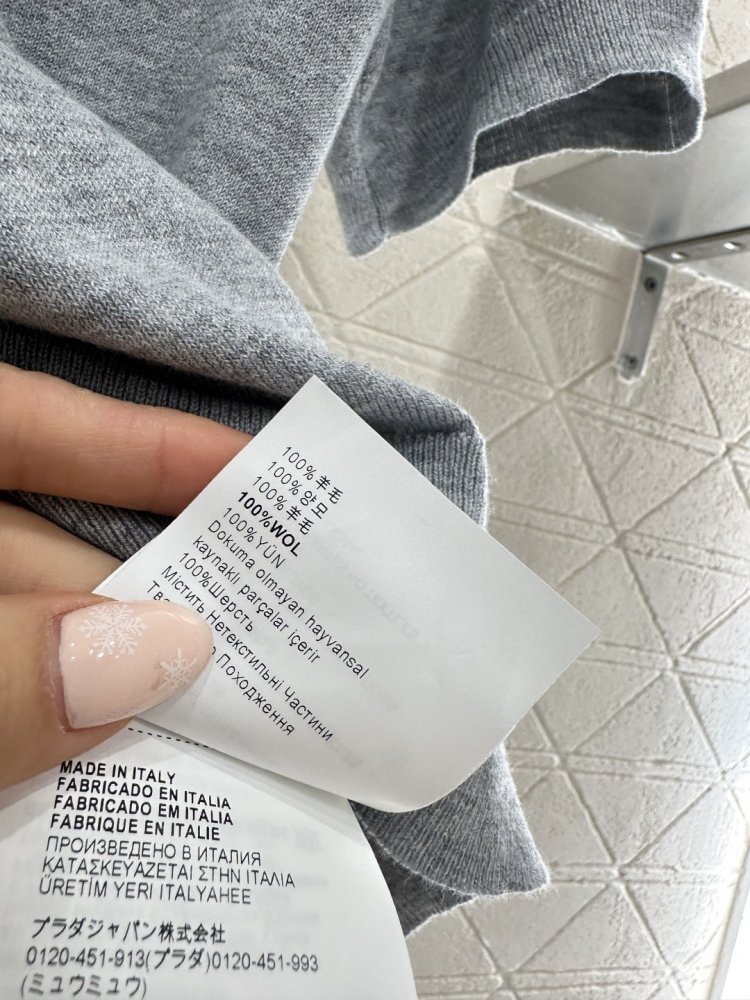 100%羊毛
100%양모
100%羊毛
100%WOL
100%YÜN
Dokuma olmayan hayvansal
kaynaklı parçalar içerir
100%Шерсть
Містить Нетекстильні Частини
Тва Походження
MADE IN ITALY
FABRICADO EN ITALIA
FABRICADO EM ITALIA
FABRIQUE EN ITALIE
ПРОИЗВЕДЕНО В ИТАЛИЯ
ΚΑΤΑΣΚΕΥΑΖΕΤΑΙ ΣΤΗΝ ΙΤΑΛΙΑ
ÜRETİM YERI ITALYAHEE
プラダジャパン株式会社
0120-451-913(プラダ)0120-451-993
(ミュウミュウ)